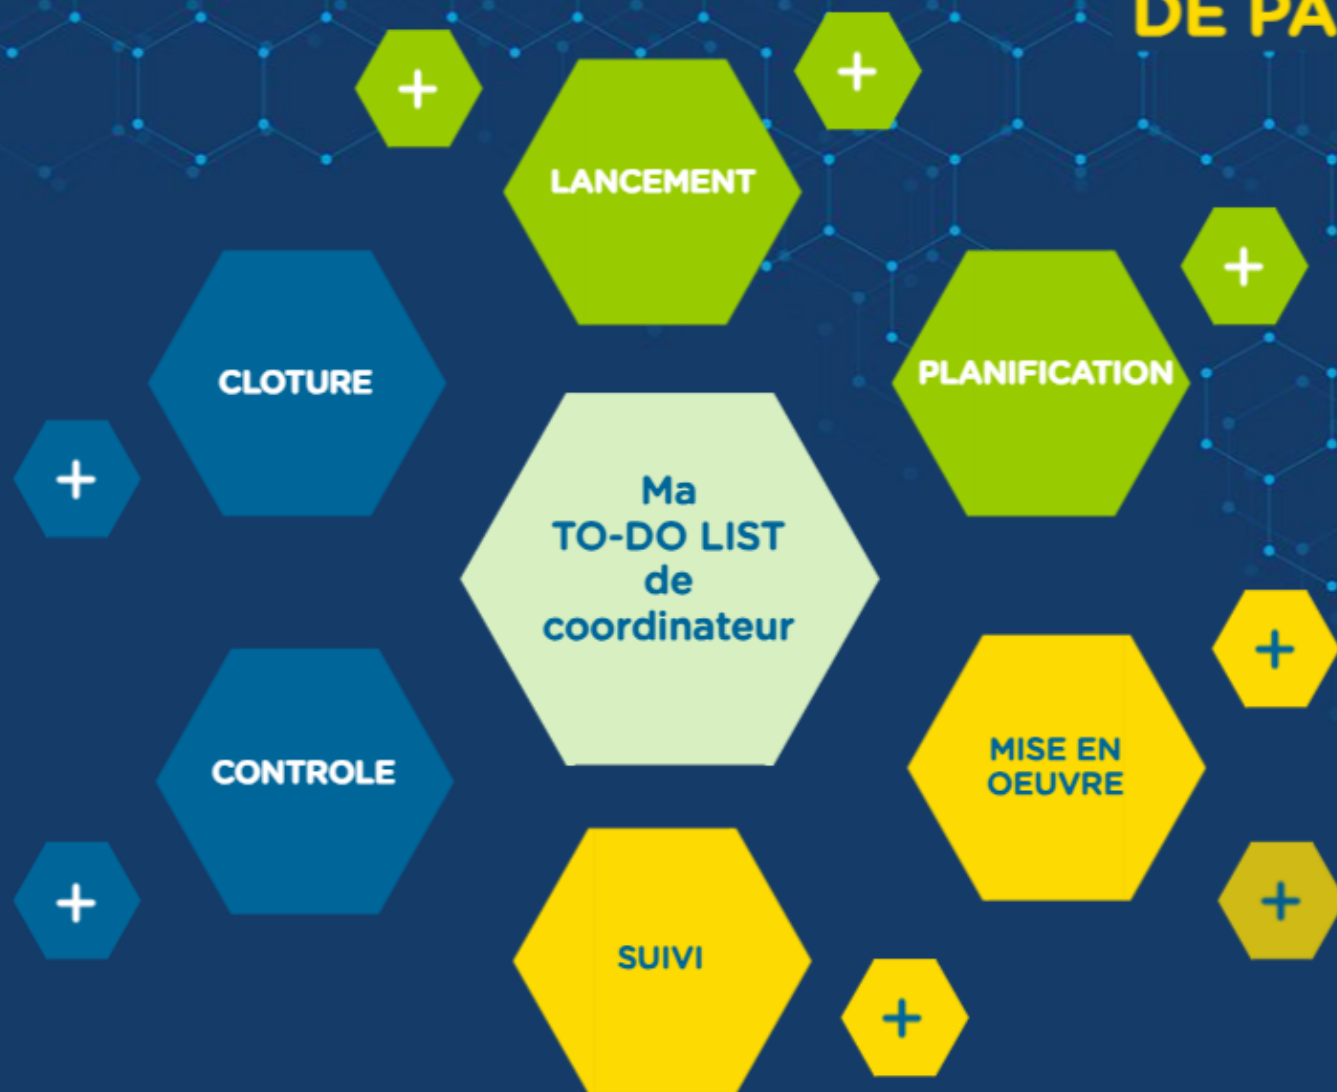 DE PA
+
+
LANCEMENT
+
PLANIFICATION
CLOTURE
+
Ma
TO-DO LIST
de
coordinateur
+
MISE EN
OEUVRE
CONTROLE
+
+
SUIVI
+